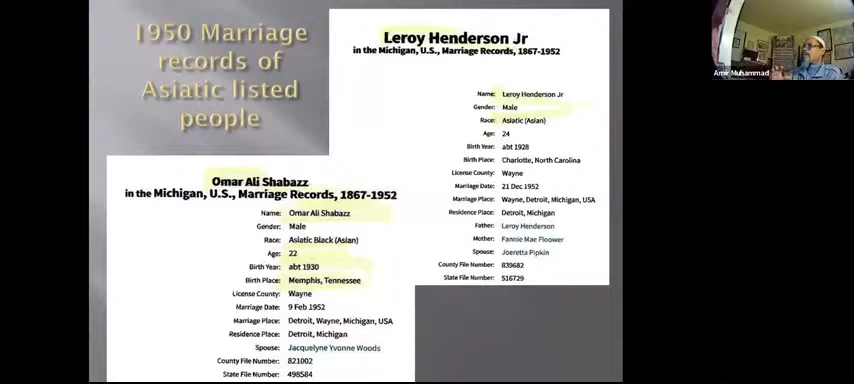 1950 Marriage
records of
Asiatic listed
people
Leroy Henderson Jr
in the Michigan, U.S., Marriage Records, 1867-1952
Name: Leroy Henderson Jr
Gender: Male
Race: Asiatic (Asian)
Age: 24
Birth Year: abt 1928
Birth Place: Charlotte, North Carolina
License County: Wayne
Marriage Date: 21 Dec 1952
Marriage Place: Wayne, Detroit, Michigan, USA
Residence Place: Detroit, Michigan
Father: Leroy Henderson
Mother: Fannie Mae Floower
Spouse: Joeretta Pipkin
County File Number: 839682
State File Number: 516729
Omar Ali Shabazz
in the Michigan, U.S., Marriage Records, 1867-1952
Name: Omar Ali Shabazz
Gender: Male
Race: Asiatic Black (Asian)
Age: 22
Birth Year: abt 1930
Birth Place: Memphis, Tennessee
License County: Wayne
Marriage Date: 9 Feb 1952
Marriage Place: Detroit, Wayne, Michigan, USA
Residence Place: Detroit, Michigan
Spouse: Jacquelyne Yvonne Woods
County File Number: 821002
State File Number: 498584
Amir Muhammad